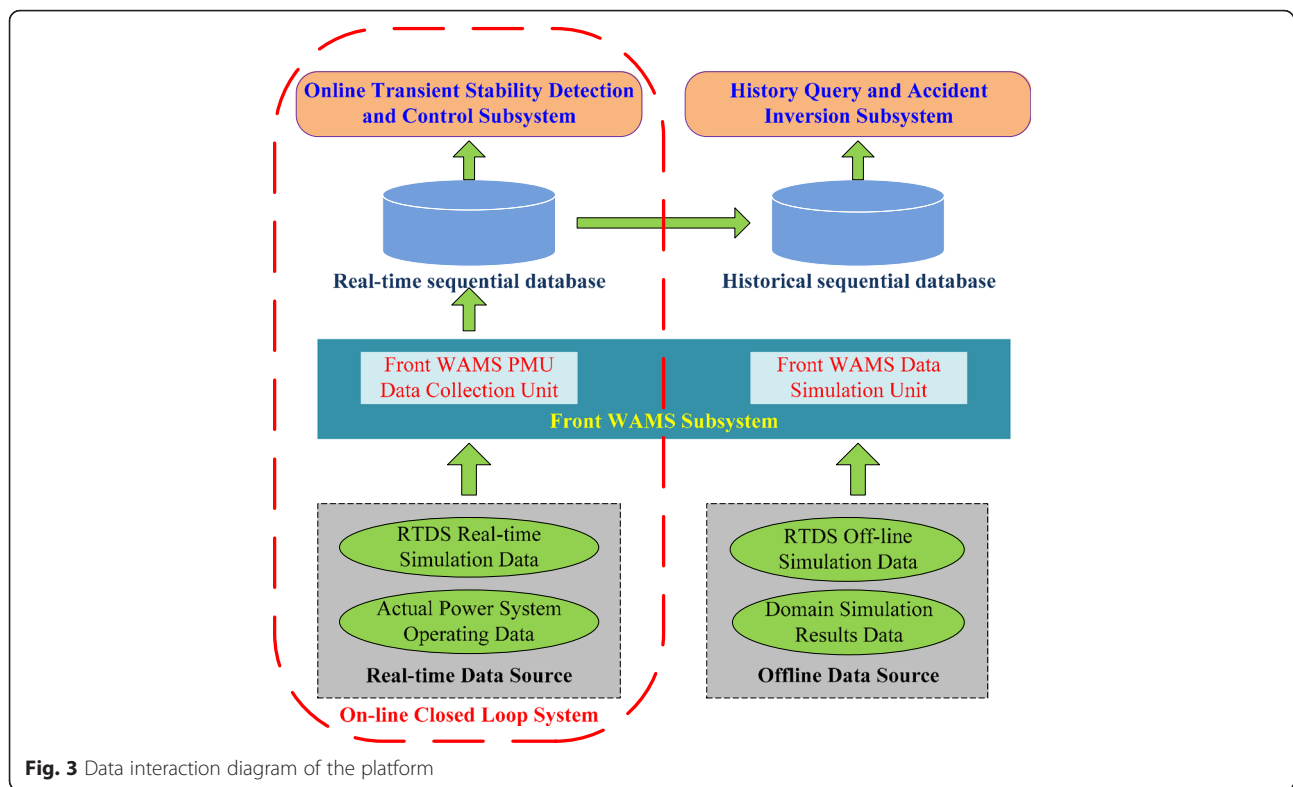 Online Transient Stability Detection
and Control Subsystem
History Query and Accident
Inversion Subsystem
Real-time sequential database
Historical sequential database
Front WAMS PMU
Data Collection Unit
Front WAMS Data
Simulation Unit
Front WAMS Subsystem
RTDS Real-time
Simulation Data
Actual Power System
Operating Data
Real-time Data Source
RTDS Off-line
Simulation Data
Domain Simulation
Results Data
Offline Data Source
On-line Closed Loop System
Fig. 3 Data interaction diagram of the platform